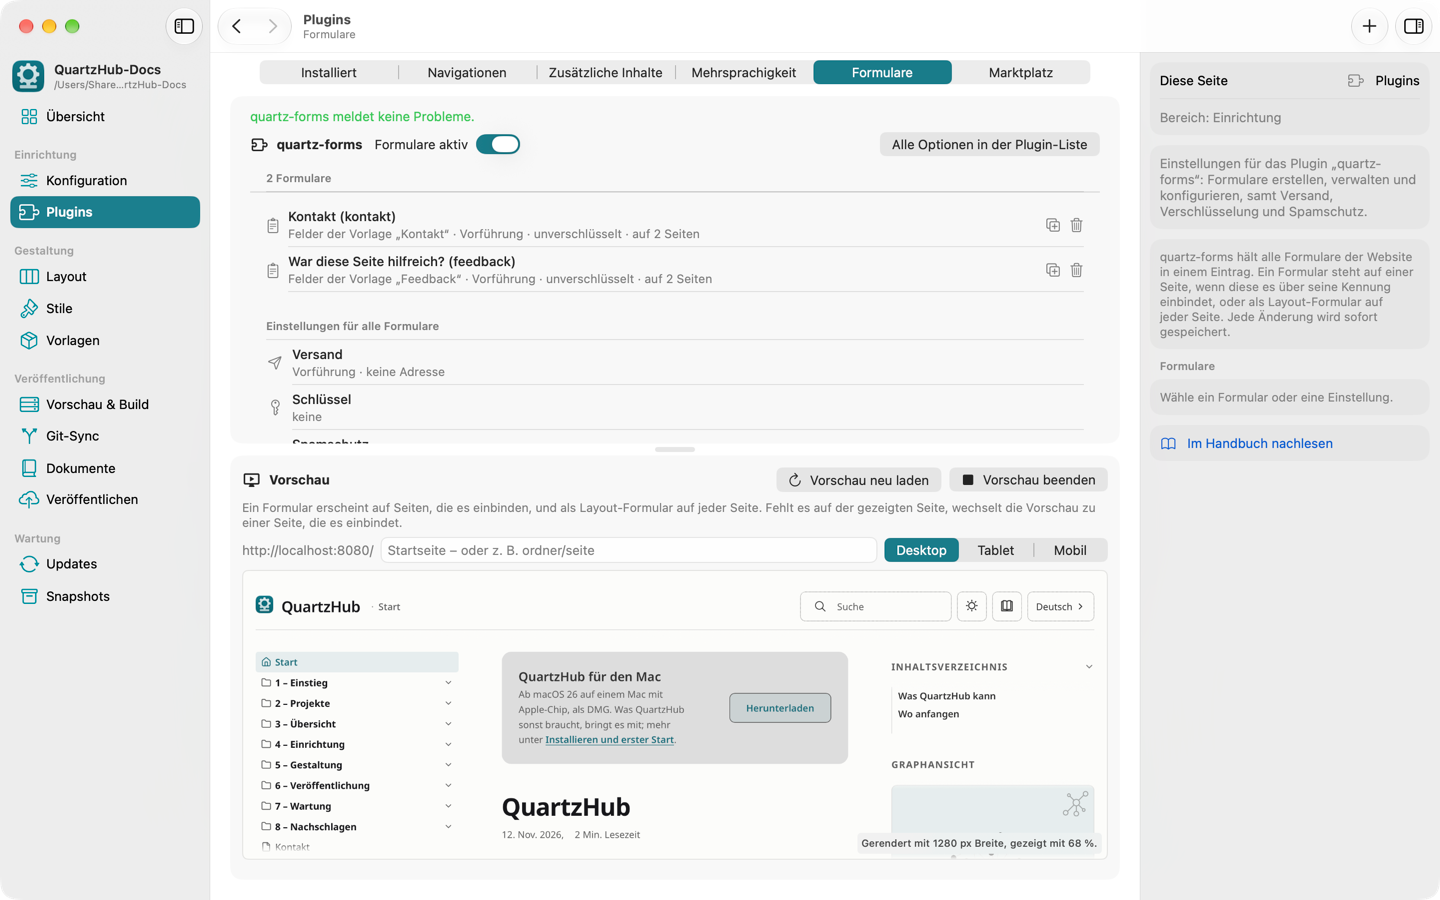 QuartzHub-Docs
/Users/Share...rtzHub-Docs
Übersicht
Einrichtung
Konfiguration
Plugins
Gestaltung
Layout
Stile
Vorlagen
Veröffentlichung
Vorschau & Build
Git-Sync
Dokumente
Veröffentlichen
Wartung
Updates
Snapshots
Plugins
Formulare
Installiert
Navigationen
Zusätzliche Inhalte
Mehrsprachigkeit
Formulare
Marktplatz
quartz-forms meldet keine Probleme.
quartz-forms Formulare aktiv
Alle Optionen in der Plugin-Liste
2 Formulare
Kontakt (kontakt)
Felder der Vorlage „Kontakt“ · Vorführung · unverschlüsselt · auf 2 Seiten
War diese Seite hilfreich? (feedback)
Felder der Vorlage „Feedback“ · Vorführung · unverschlüsselt · auf 2 Seiten
Einstellungen für alle Formulare
Versand
Vorführung · keine Adresse
Schlüssel
keine
Spamschutz
Vorschau
Vorschau neu laden
Vorschau beenden
Ein Formular erscheint auf Seiten, die es einbinden, und als Layout-Formular auf jeder Seite. Fehlt es auf der gezeigten Seite, wechselt die Vorschau zu
einer Seite, die es einbindet.
http://localhost:8080/
Startseite – oder z. B. ordner/seite
Desktop
Tablet
Mobil
QuartzHub · Start
Suche
Deutsch
Start
1 – Einstieg
2 – Projekte
3 – Übersicht
4 – Einrichtung
5 – Gestaltung
6 – Veröffentlichung
7 – Wartung
8 – Nachschlagen
Kontakt
QuartzHub für den Mac
Ab macOS 26 auf einem Mac mit
Apple-Chip, als DMG. Was QuartzHub
sonst braucht, bringt es mit; mehr
unter Installieren und erster Start.
Herunterladen
QuartzHub
12. Nov. 2026, 2 Min. Lesezeit
INHALTSVERZEICHNIS
Was QuartzHub kann
Wo anfangen
GRAPHANSICHT
Gerendert mit 1280 px Breite, gezeigt mit 68 %.
Diese Seite
Plugins
Bereich: Einrichtung
Einstellungen für das Plugin „quartz-
forms“: Formulare erstellen, verwalten und
konfigurieren, samt Versand,
Verschlüsselung und Spamschutz.
quartz-forms hält alle Formulare der Website
in einem Eintrag. Ein Formular steht auf einer
Seite, wenn diese es über seine Kennung
einbindet, oder als Layout-Formular auf
jeder Seite. Jede Änderung wird sofort
gespeichert.
Formulare
Wähle ein Formular oder eine Einstellung.
Im Handbuch nachlesen